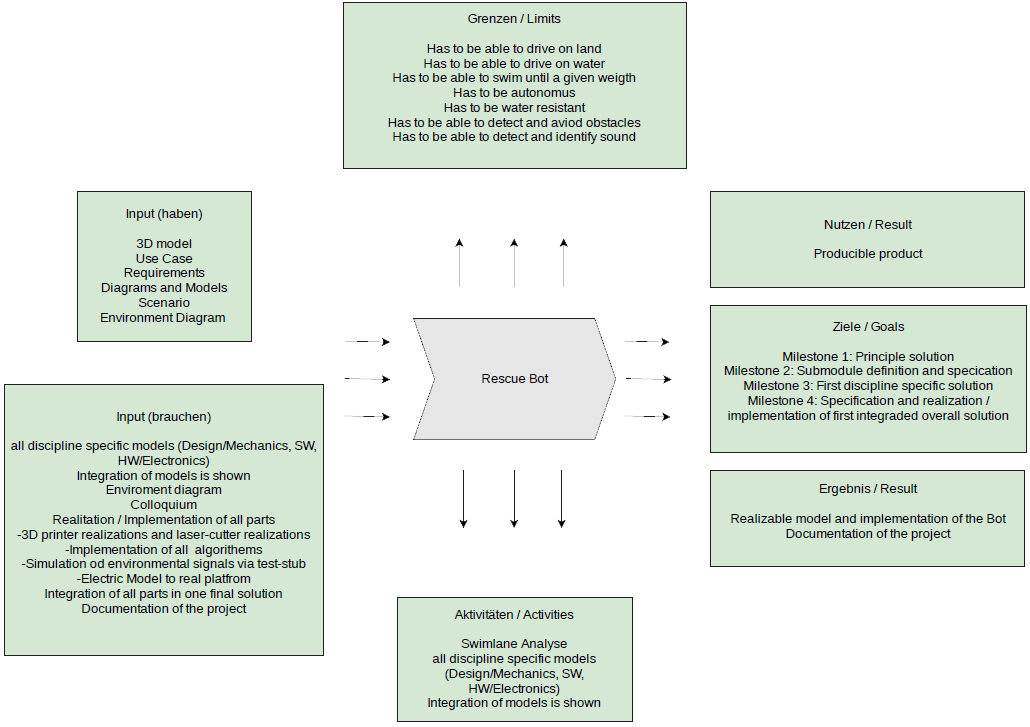 Grenzen / Limits
Has to be able to drive on land
Has to be able to drive on water
Has to be able to swim until a given weigth
Has to be autonomus
Has to be water resistant
Has to be able to detect and aviod obstacles
Has to be able to detect and identify sound
Input (haben)
3D model
Use Case
Requirements
Diagrams and Models
Scenario
Environment Diagram
Input (brauchen)
all discipline specific models (Design/Mechanics, SW,
HW/Electronics)
Integration of models is shown
Enviroment diagram
Colloquium
Realitation / Implementation of all parts
-3D printer realizations and laser-cutter realizations
-Implementation of all  algorithems
-Simulation od environmental signals via test-stub
-Electric Model to real platfrom
Integration of all parts in one final solution
Documentation of the project
Rescue Bot
Nutzen / Result
Producible product
Ziele / Goals
Milestone 1: Principle solution
Milestone 2: Submodule definition and specication
Milestone 3: First discipline specific solution
Milestone 4: Specification and realization /
implementation of first integraded overall solution
Ergebnis / Result
Realizable model and implementation of the Bot
Documentation of the project
Aktivitäten / Activities
Swimlane Analyse
all discipline specific models
(Design/Mechanics, SW,
HW/Electronics)
Integration of models is shown